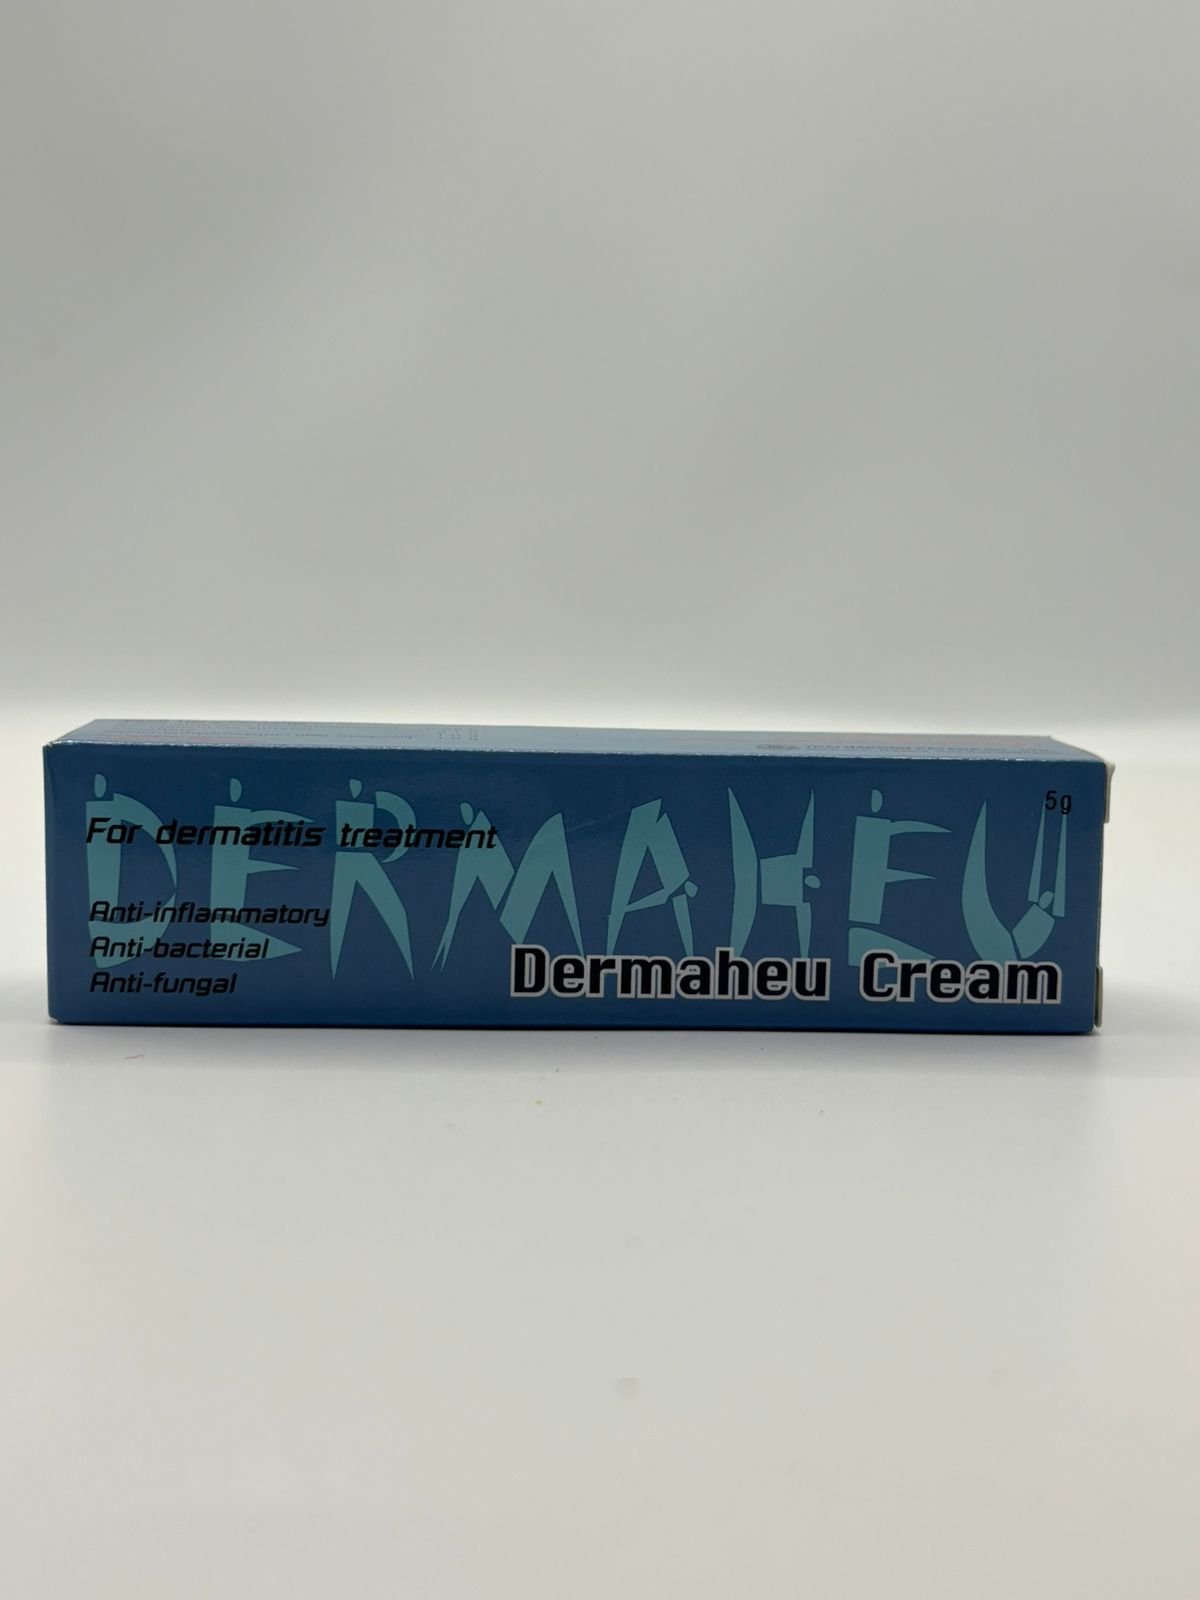 5g
DERMAHEU
For dermatitis treatment
Anti-inflammatory
Anti-bacterial
Anti-fungal
Dermaheu Cream